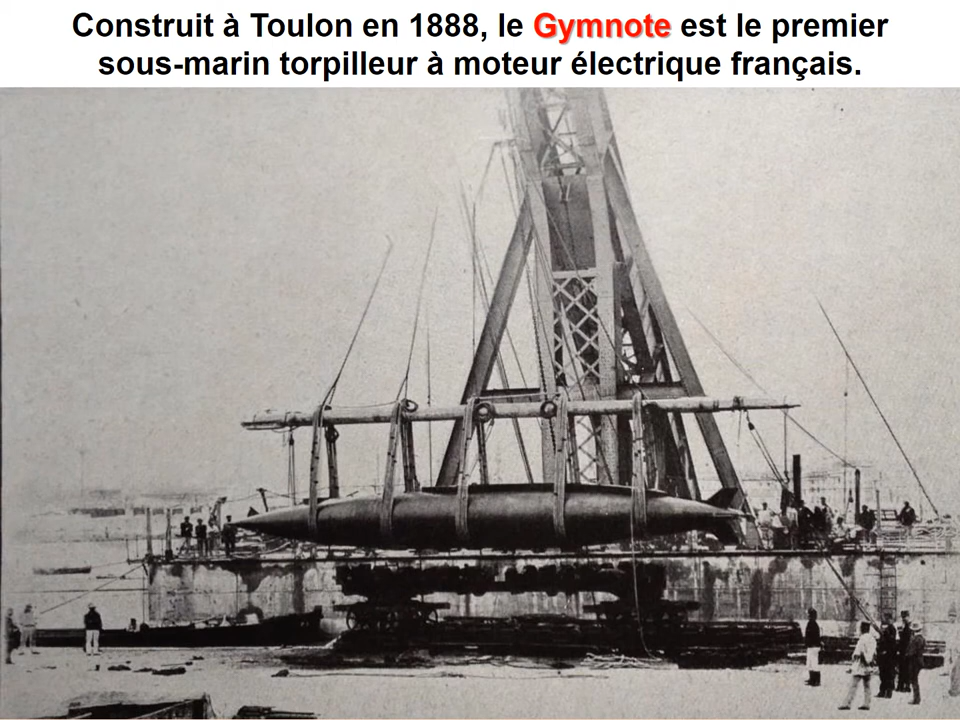 Construit à Toulon en 1888, le Gymnote est le premier
sous-marin torpilleur à moteur électrique français.